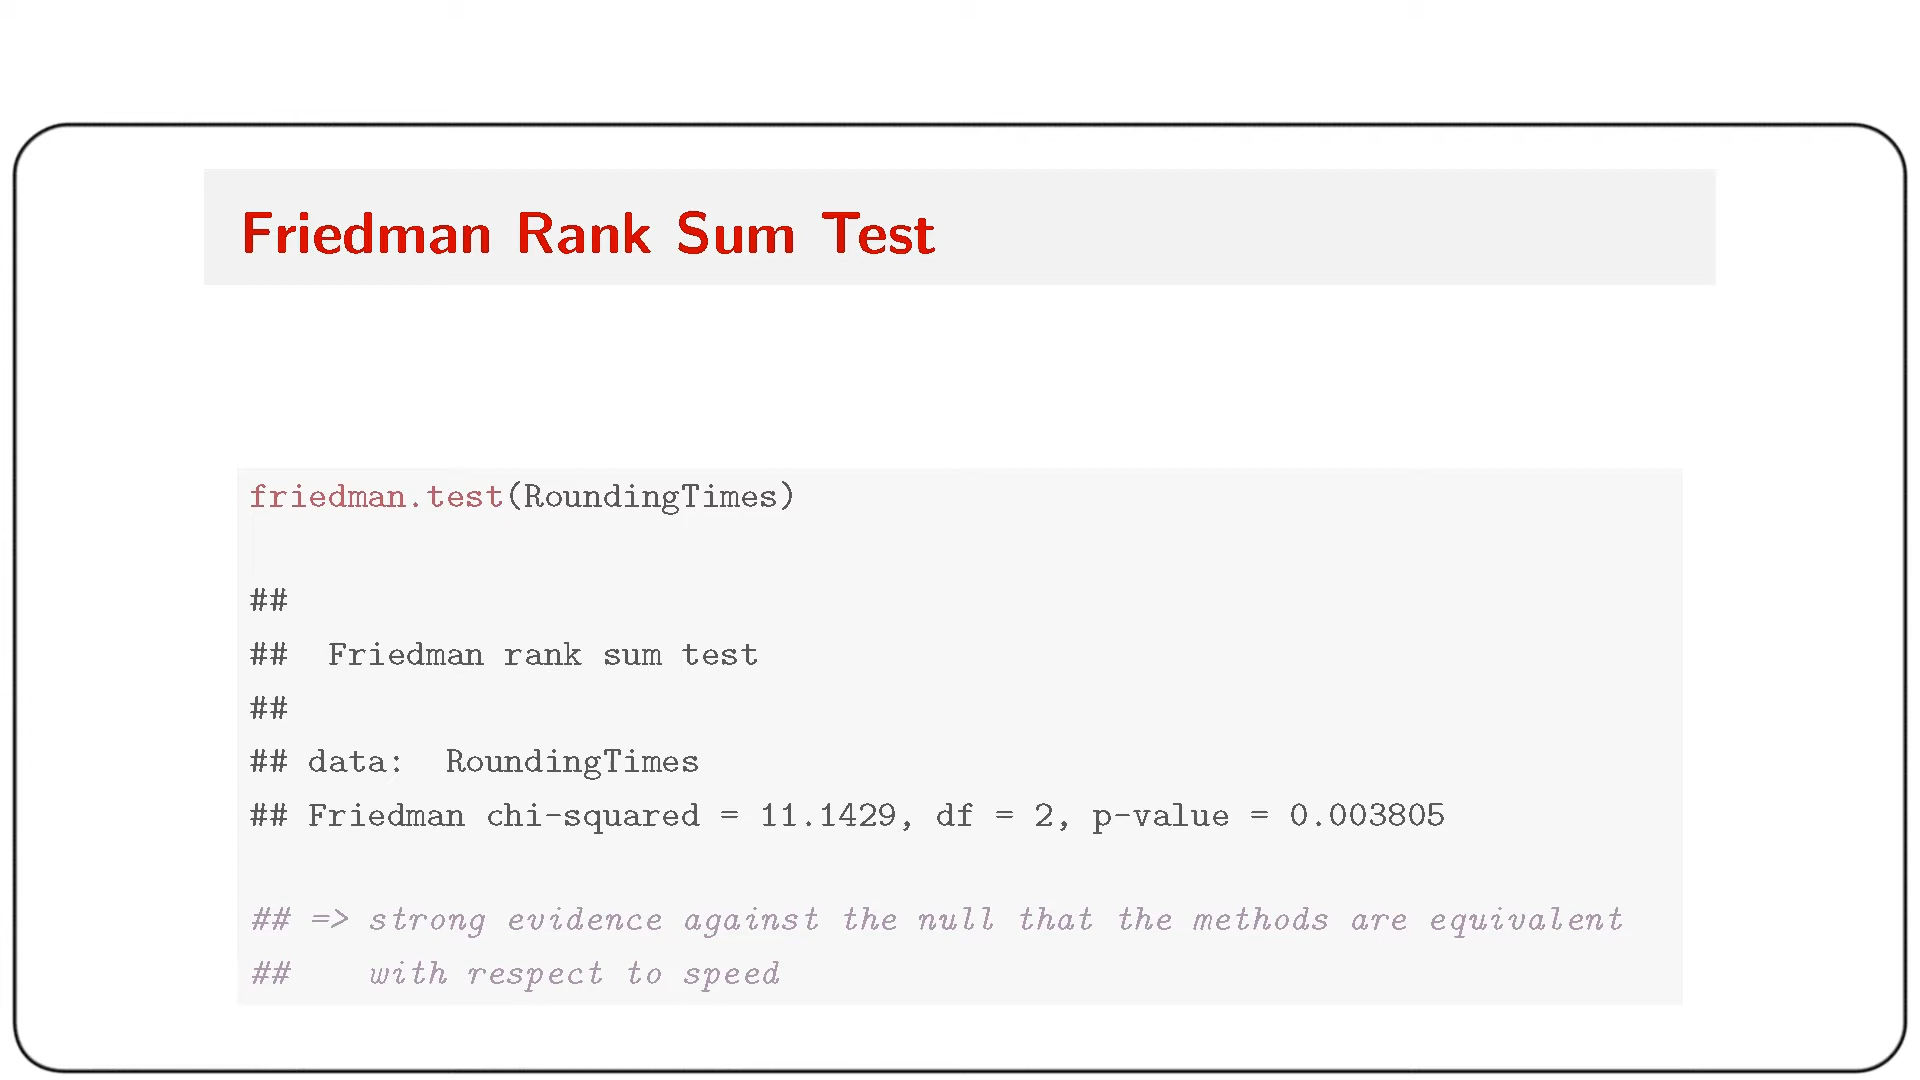 Friedman Rank Sum Test
friedman.test(RoundingTimes)
##
##  Friedman rank sum test
##
## data:  RoundingTimes
## Friedman chi-squared = 11.1429, df = 2, p-value = 0.003805
## => strong evidence against the null that the methods are equivalent
##    with respect to speed